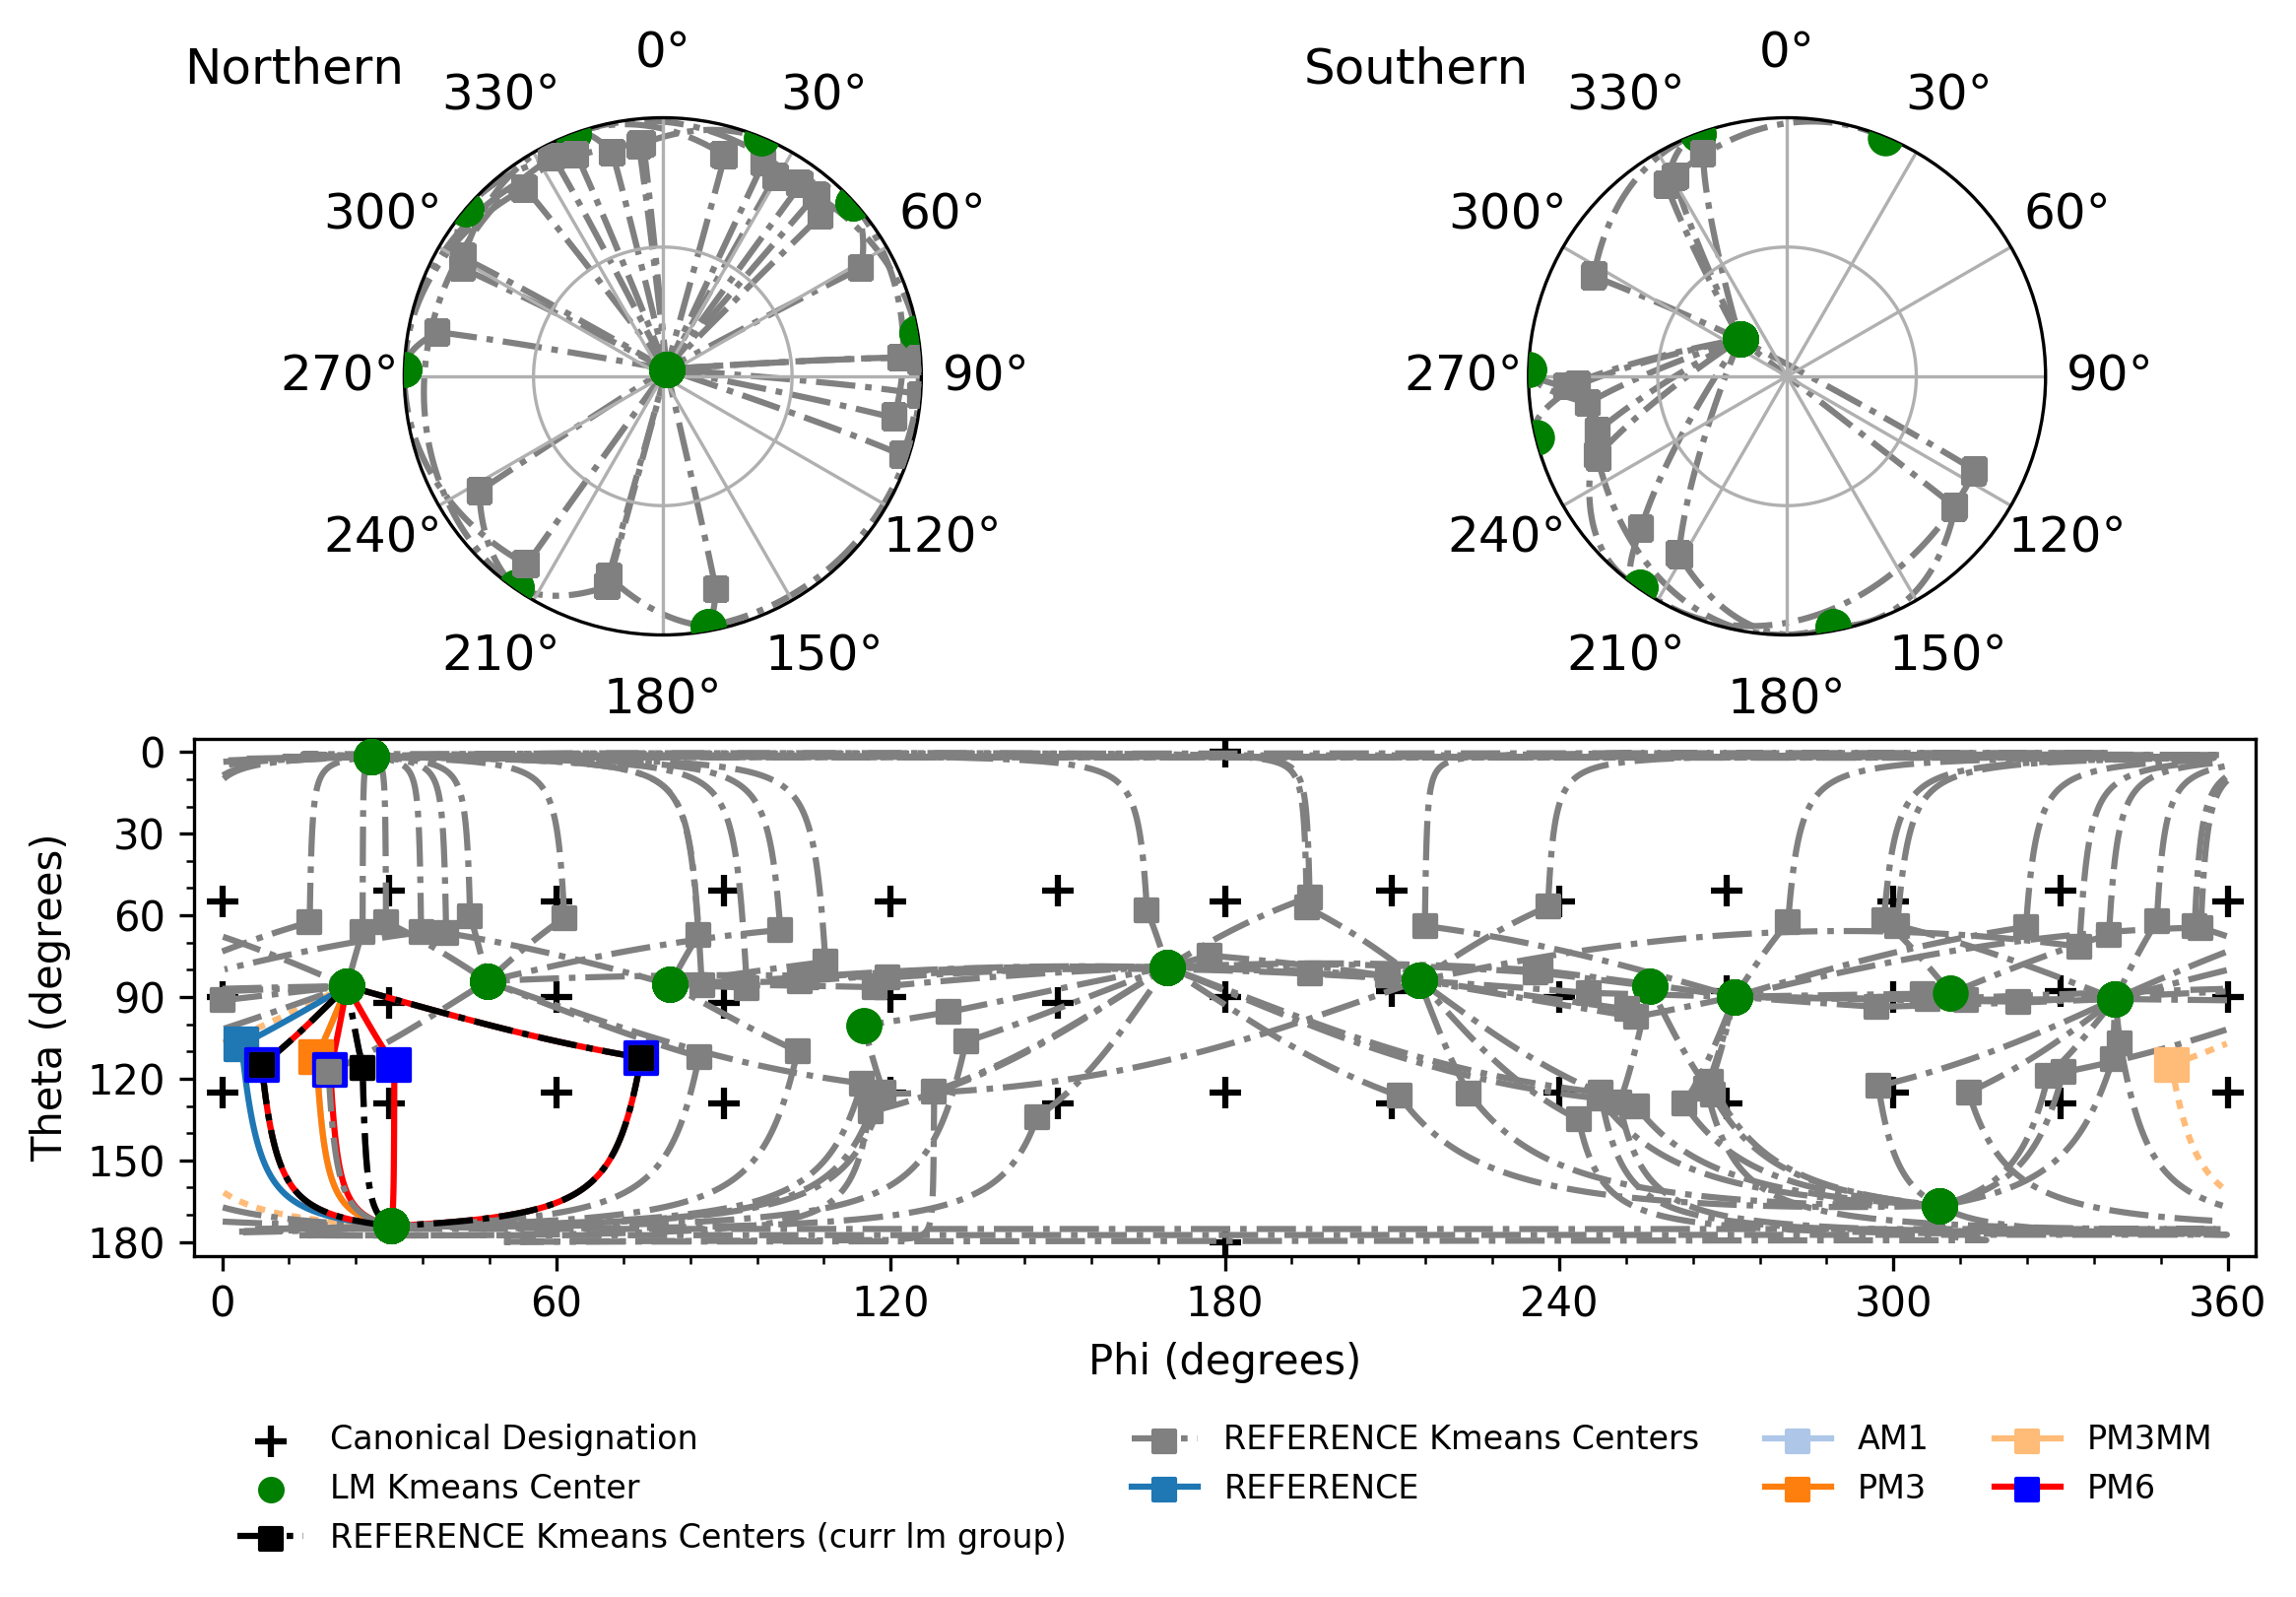 Northern
0°
30°
60°
90°
120°
150°
180°
210°
240°
270°
300°
330°
Southern
0°
30°
60°
90°
120°
150°
180°
210°
240°
270°
300°
330°
Theta (degrees)
0
30
60
90
120
150
180
0 60 120 180 240 300 360
Phi (degrees)
Canonical Designation
LM Kmeans Center
REFERENCE Kmeans Centers (curr lm group)
REFERENCE Kmeans Centers
REFERENCE
AM1
PM3
PM3MM
PM6